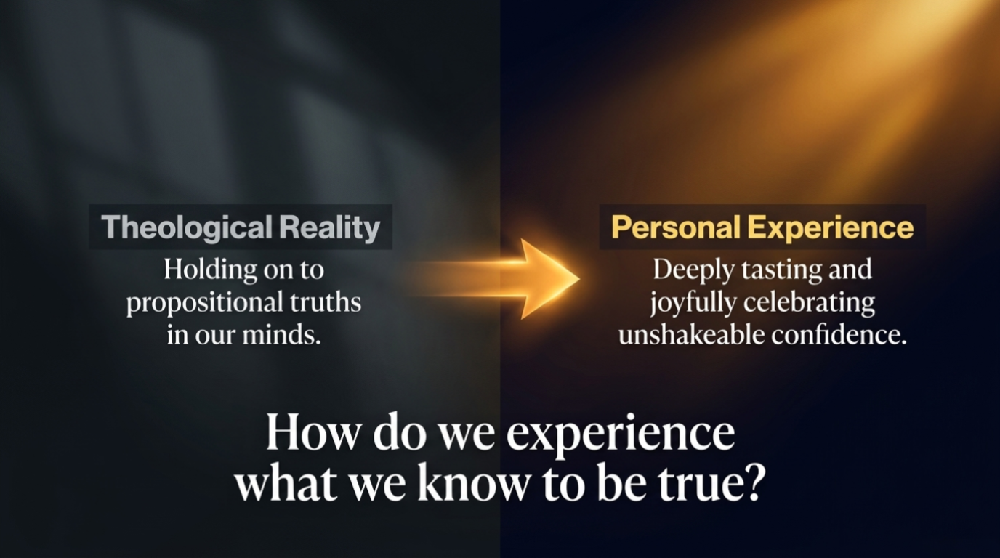 Theological Reality
Holding on to
propositional truths
in our minds.
Personal Experience
Deeply tasting and
joyfully celebrating
unshakeable confidence.
How do we experience
what we know to be true?